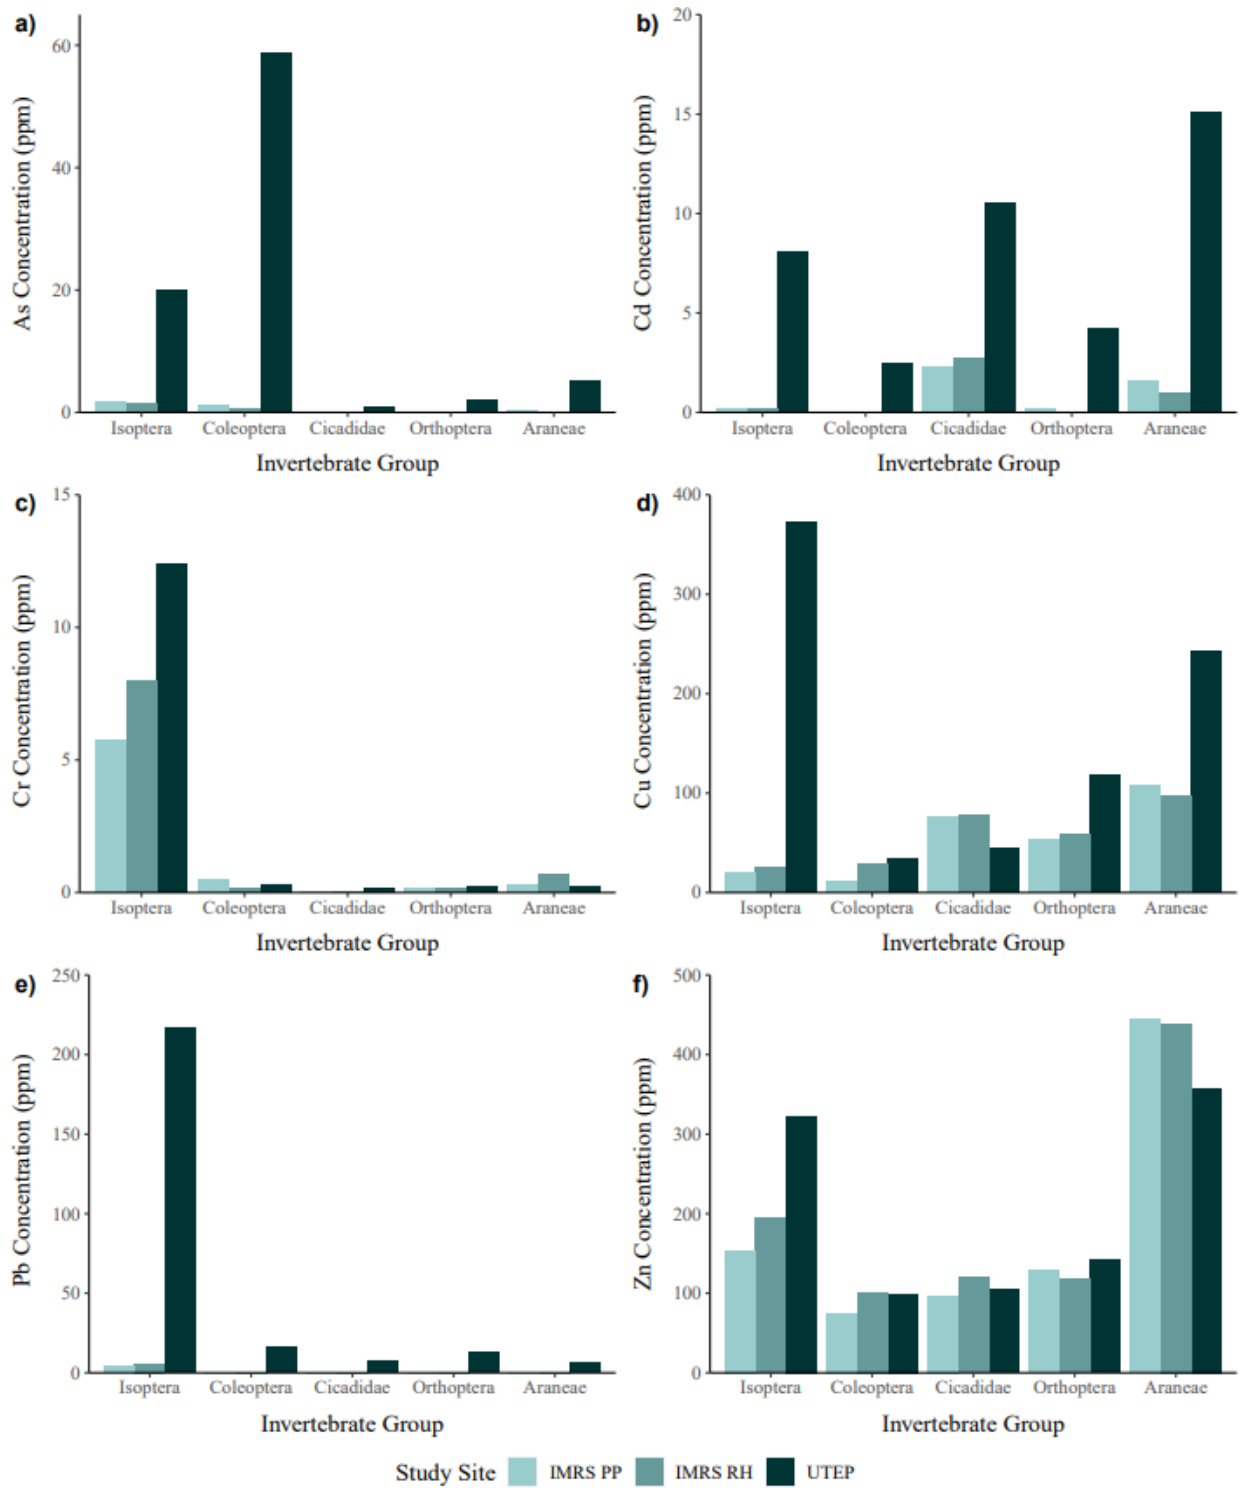 a)
60
40
20
0
As Concentration (ppm)
Isoptera Coleoptera Cicadidae Orthoptera Araneae
Invertebrate Group
b)
20
15
10
5
0
Cd Concentration (ppm)
Isoptera Coleoptera Cicadidae Orthoptera Araneae
Invertebrate Group
c)
15
10
5
0
Cr Concentration (ppm)
Isoptera Coleoptera Cicadidae Orthoptera Araneae
Invertebrate Group
d)
400
300
200
100
0
Cu Concentration (ppm)
Isoptera Coleoptera Cicadidae Orthoptera Araneae
Invertebrate Group
e)
250
200
150
100
50
0
Pb Concentration (ppm)
Isoptera Coleoptera Cicadidae Orthoptera Araneae
Invertebrate Group
f)
500
400
300
200
100
0
Zn Concentration (ppm)
Isoptera Coleoptera Cicadidae Orthoptera Araneae
Invertebrate Group
Study Site IMRS PP IMRS RH UTEP